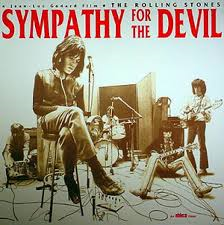 a Jean-Luc Godard Film • THE ROLLING STONES
SYMPATHY FOR THE DEVIL